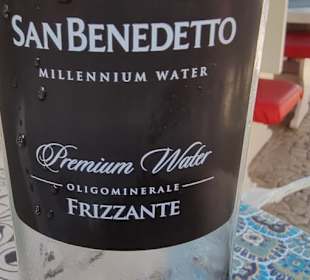 SAN BENEDETTO
MILLENNIUM WATER
Premium Water
OLIGOMINERALE
FRIZZANTE